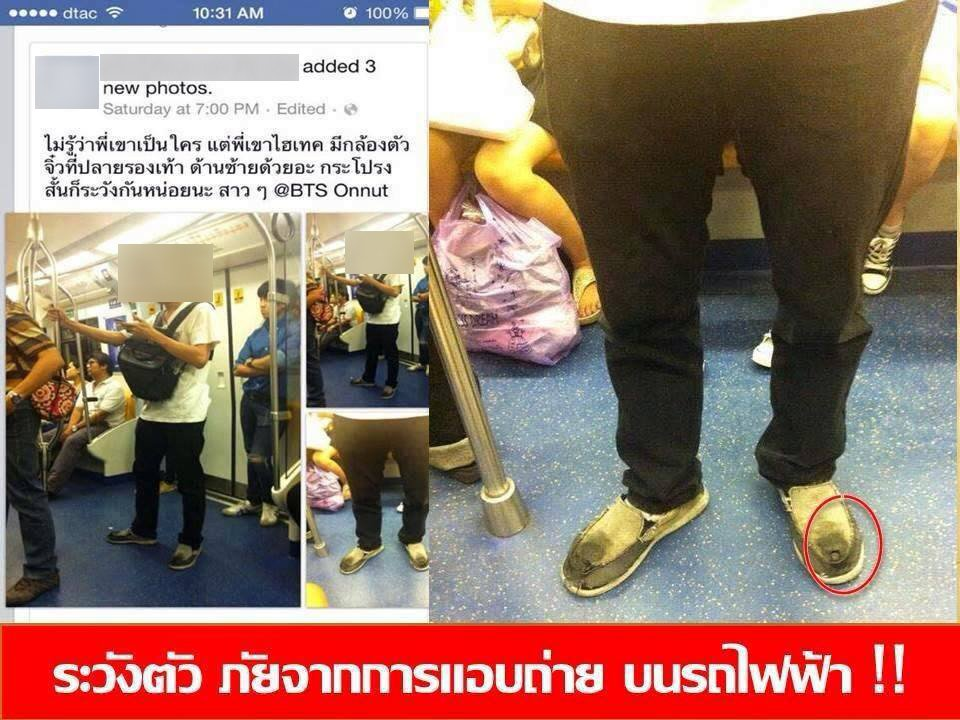 dtac 10:31 AM 100%
added 3
new photos.
Saturday at 7:00 PM · Edited ·
ไม่รู้ว่าพี่เขาเป็นใคร แต่พี่เขาไฮเทค มีกล้องตัว
จิ๋วที่ปลายรองเท้า ด้านซ้ายด้วยอะ กระโปรง
สั้นก็ระวังกันหน่อยนะ สาว ๆ @BTS Onnut
ระวังตัว ภัยจากการแอบถ่าย บนรถไฟฟ้า !!